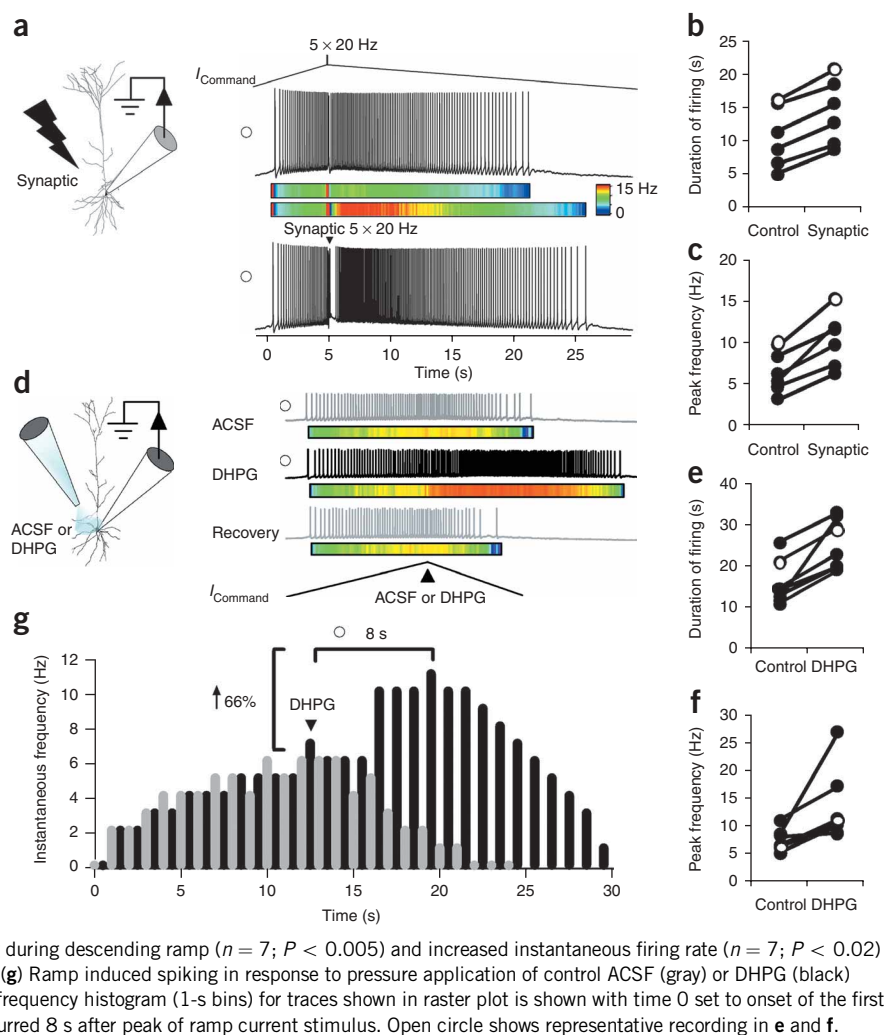 a
5 × 20 Hz
I Command
Synaptic
15 Hz
0
Synaptic 5 × 20 Hz
0 5 10 15 20 25
Time (s)
b
Duration of firing (s)
25
20
15
10
5
0
Control Synaptic
c
Peak frequency (Hz)
20
15
10
5
0
Control Synaptic
d
ACSF or
DHPG
ACSF
DHPG
Recovery
I Command
ACSF or DHPG
e
Duration of firing (s)
40
30
20
10
0
Control DHPG
f
Peak frequency (Hz)
30
25
20
15
10
5
0
Control DHPG
g
8 s
↑ 66%
DHPG
Instantaneous frequency (Hz)
12
10
8
6
4
2
0
0 5 10 15 20 25 30
Time (s)
during descending ramp (n = 7; P < 0.005) and increased instantaneous firing rate (n = 7; P < 0.02)
(g) Ramp induced spiking in response to pressure application of control ACSF (gray) or DHPG (black)
frequency histogram (1-s bins) for traces shown in raster plot is shown with time 0 set to onset of the first
urred 8 s after peak of ramp current stimulus. Open circle shows representative recording in e and f.